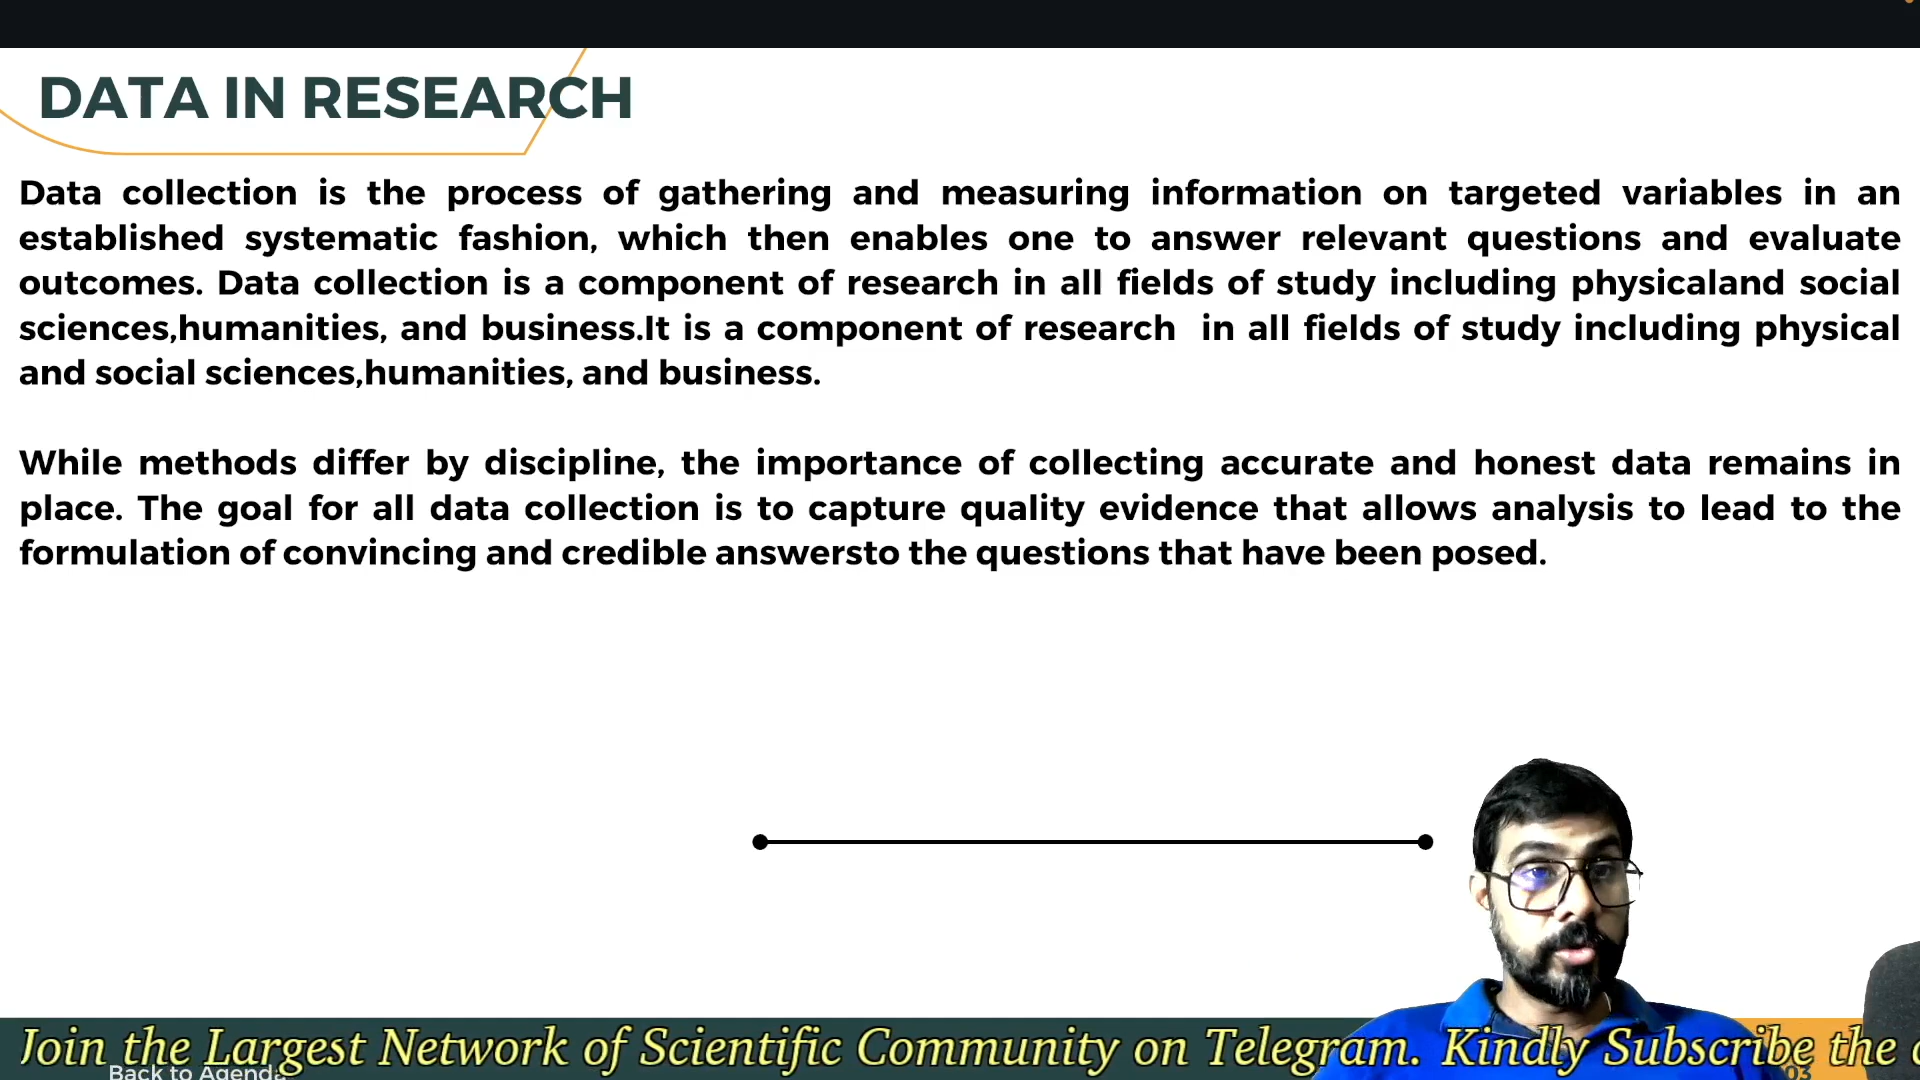 DATA IN RESEARCH
Data collection is the process of gathering and measuring information on targeted variables in an
established systematic fashion, which then enables one to answer relevant questions and evaluate
outcomes. Data collection is a component of research in all fields of study including physicaland social
sciences,humanities, and business.It is a component of research  in all fields of study including physical
and social sciences,humanities, and business.
While methods differ by discipline, the importance of collecting accurate and honest data remains in
place. The goal for all data collection is to capture quality evidence that allows analysis to lead to the
formulation of convincing and credible answersto the questions that have been posed.
Join the Largest Network of Scientific Community on Telegram. Kindly Subscribe the
Back to Agenda
03